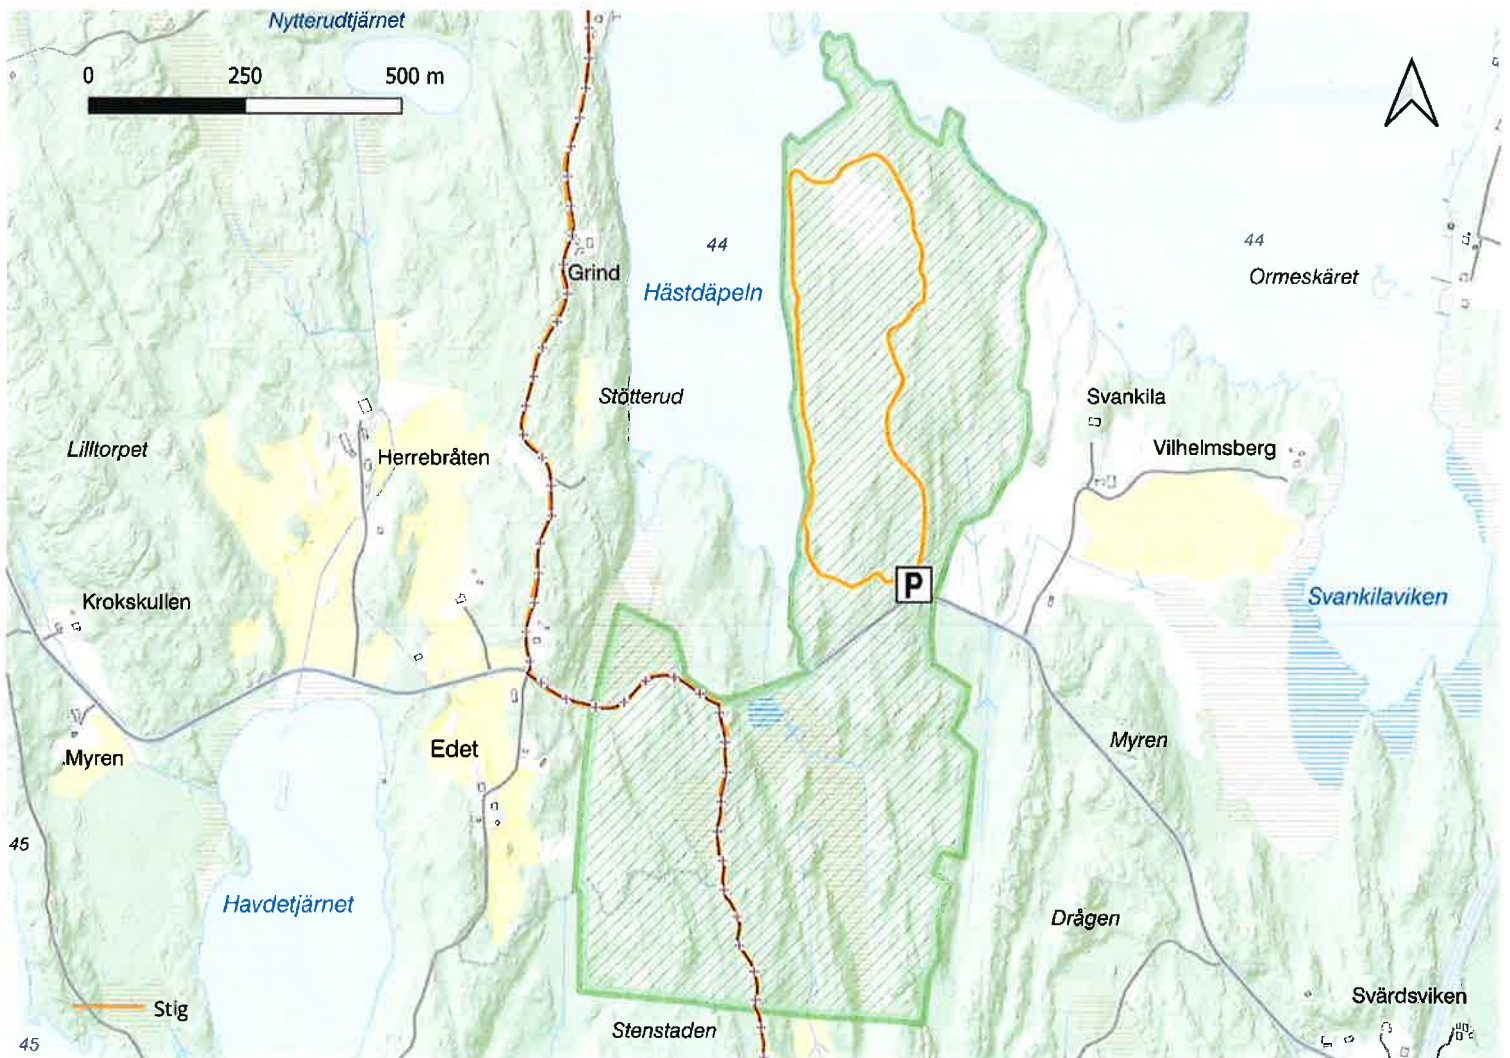 Nytterudtjärnet
0 250 500 m
44
44
Grind
Hästdäpeln
Ormeskäret
Stötterud
Svankila
Lilltorpet
Herrebråten
Vilhelmsberg
P
Krokskullen
Svankilaviken
Myren
Edet
Myren
45
Havdetjärnet
Drågen
Svärdsviken
Stig
Stenstaden
45